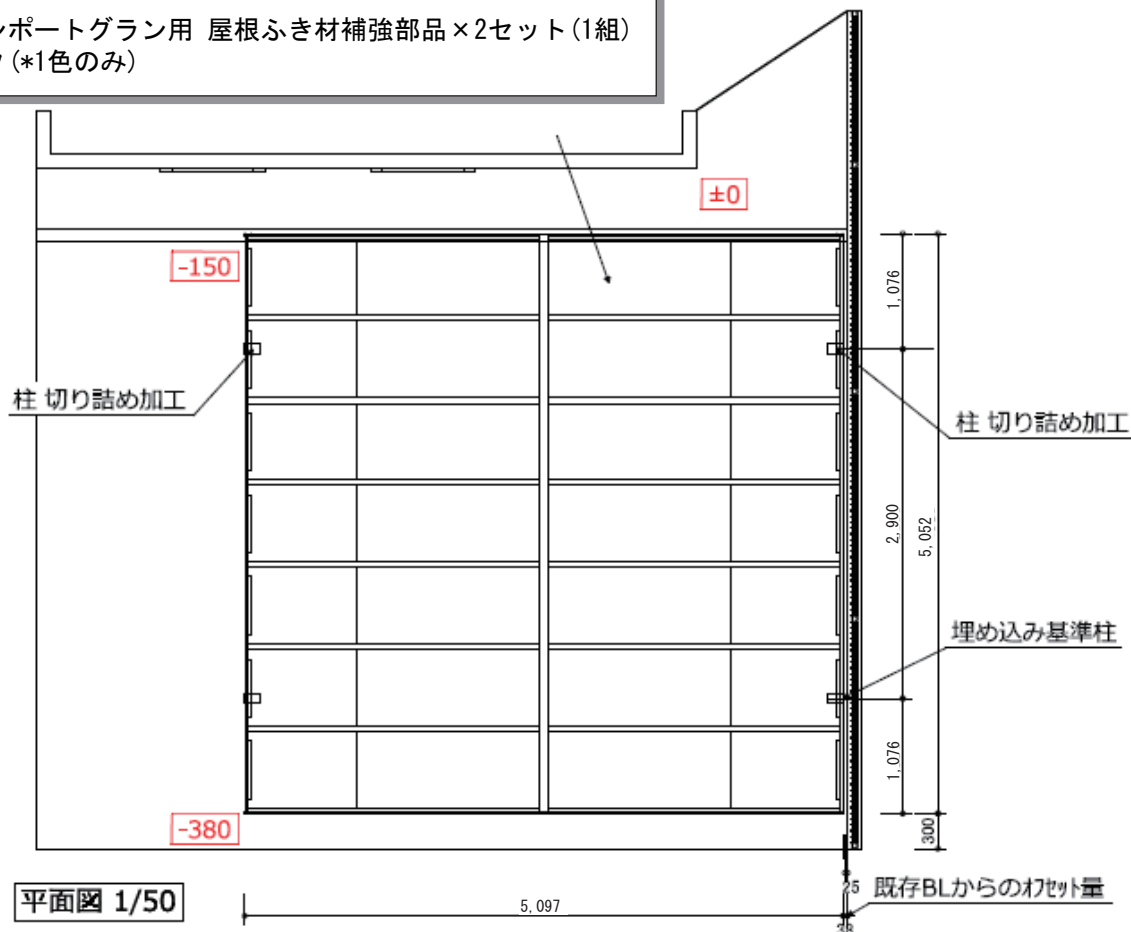 ンポートグラン用 屋根ふき材補強部品×2セット(1組)
(*1色のみ)
±0
-150
1,076
柱 切り詰め加工
柱 切り詰め加工
2,900
5,052
埋め込み基準柱
1,076
-380
300
平面図 1/50
5,097
25
既存BLからのオフセット量